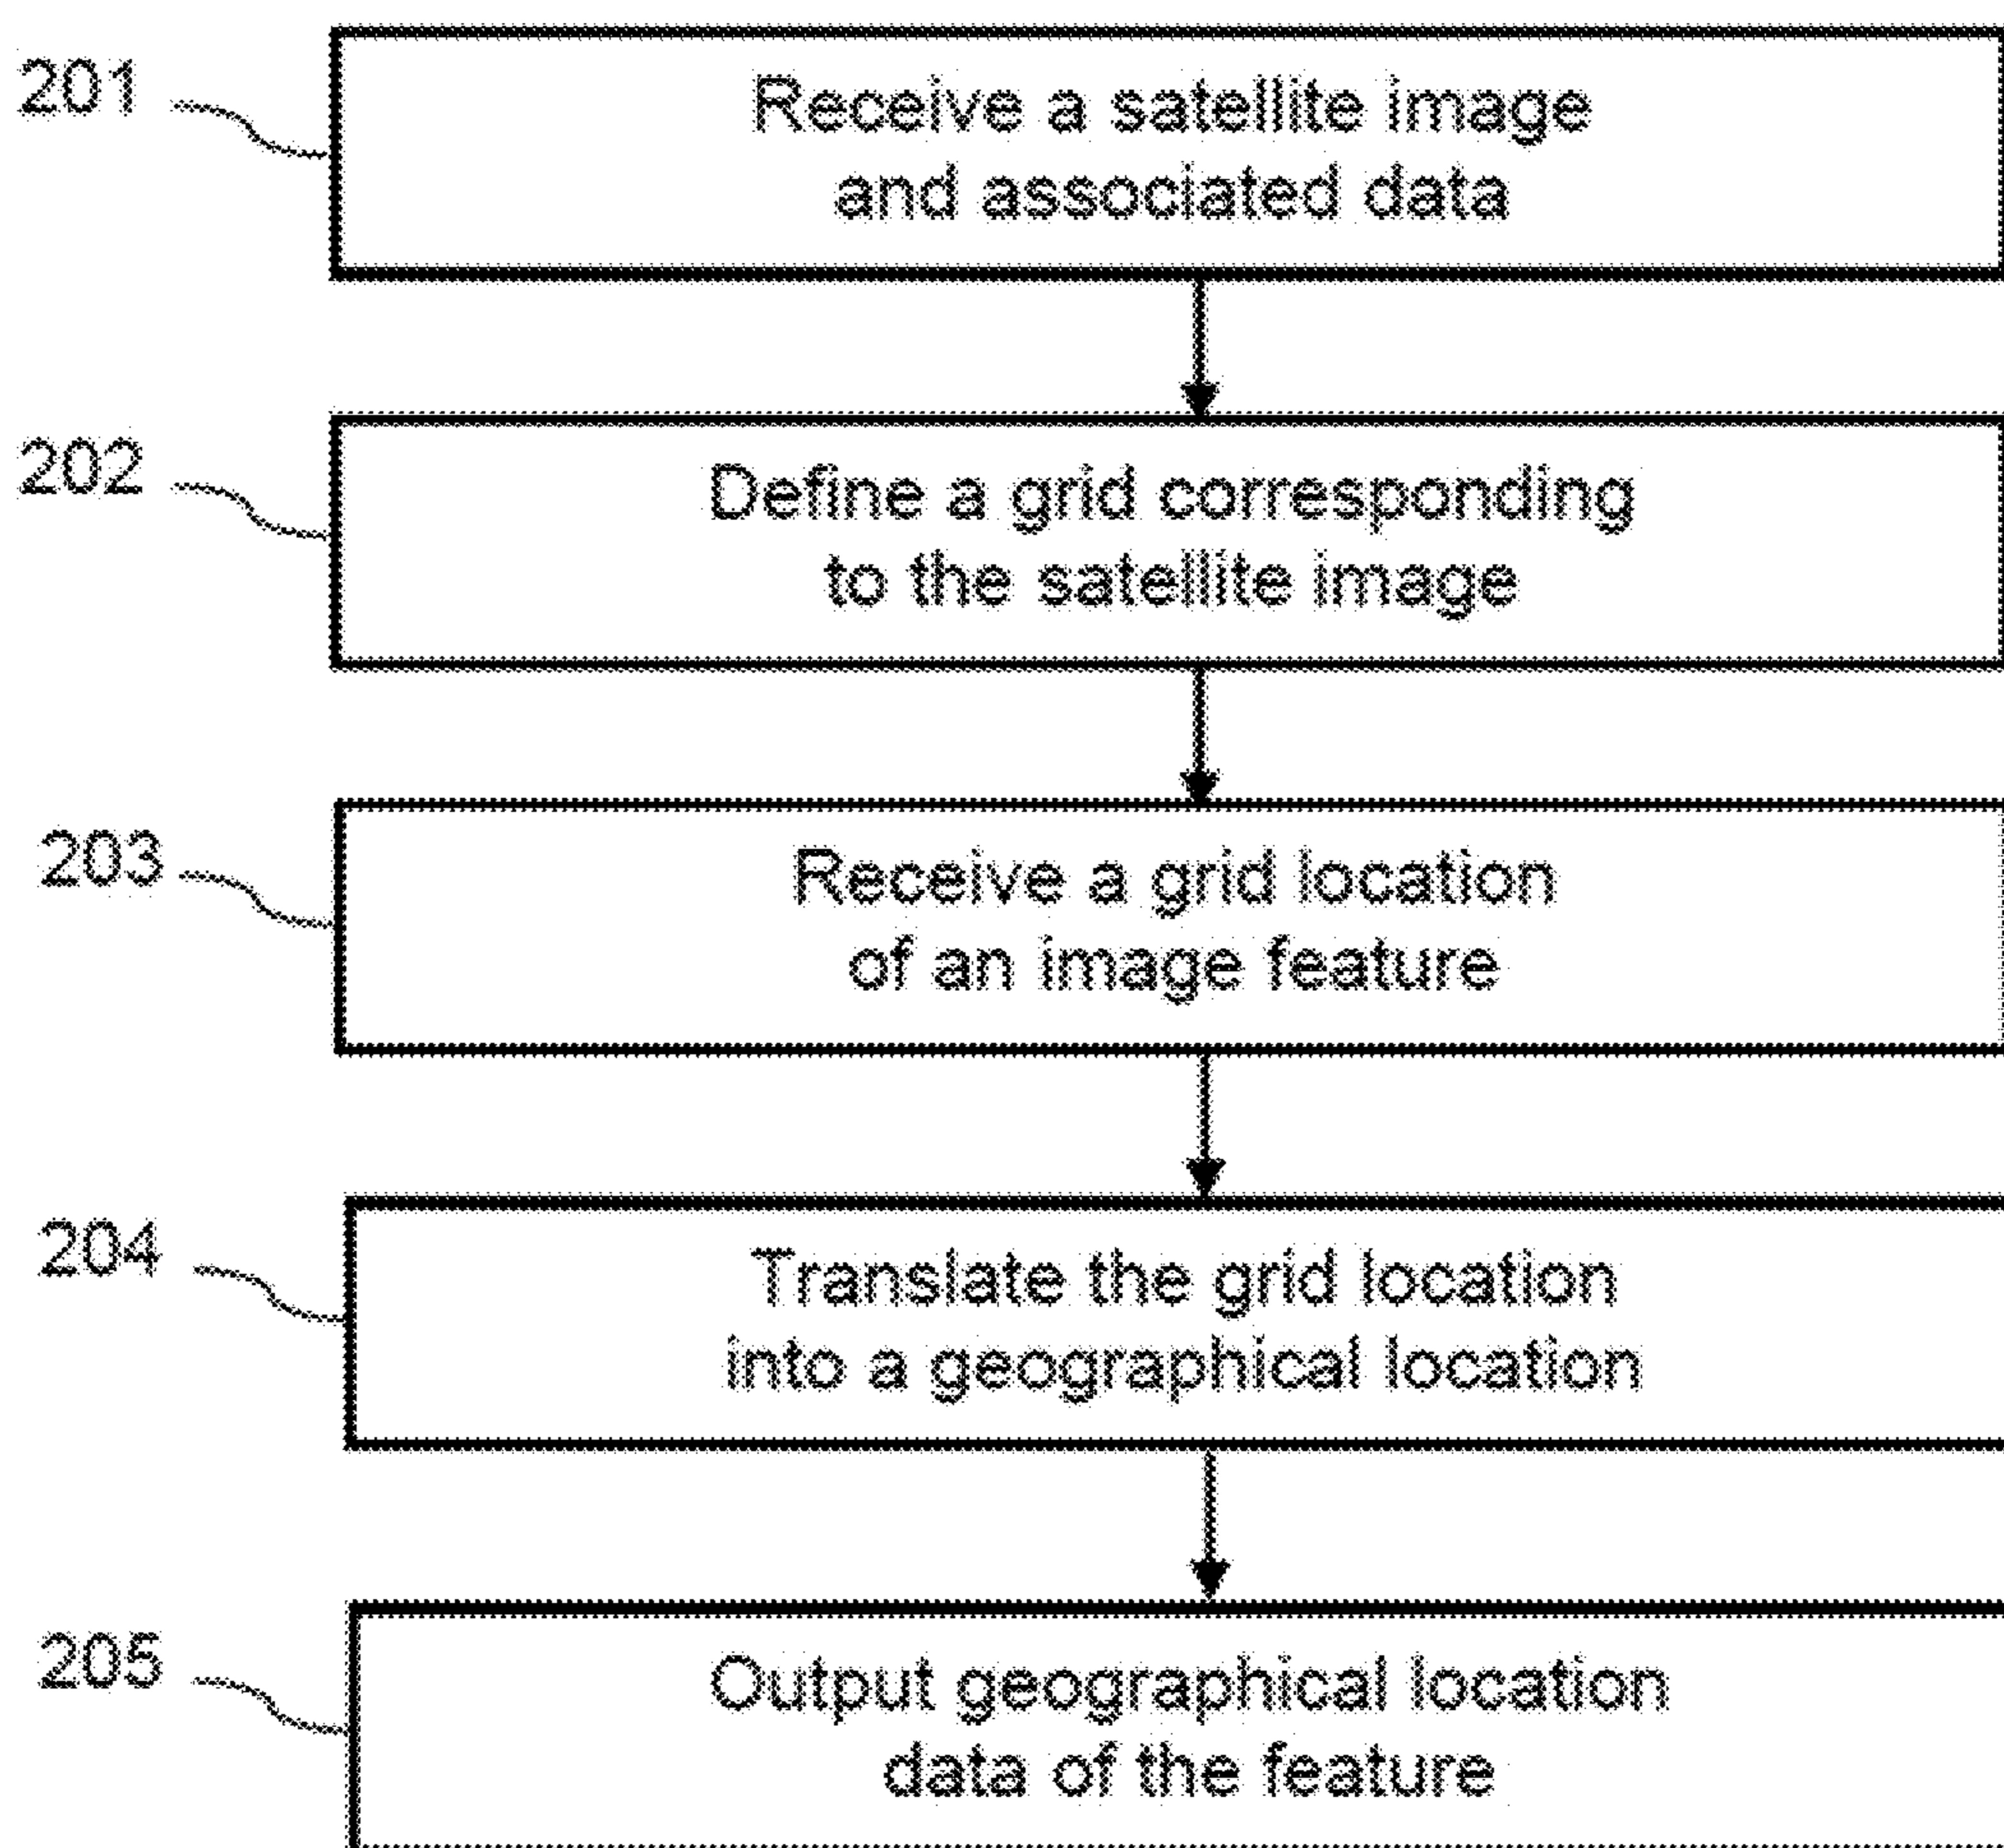 201
Receive a satellite image
and associated data
202
Define a grid corresponding
to the satellite image
203
Receive a grid location
of an image feature
204
Translate the grid location
into a geographical location
205
Output geographical location
data of the feature